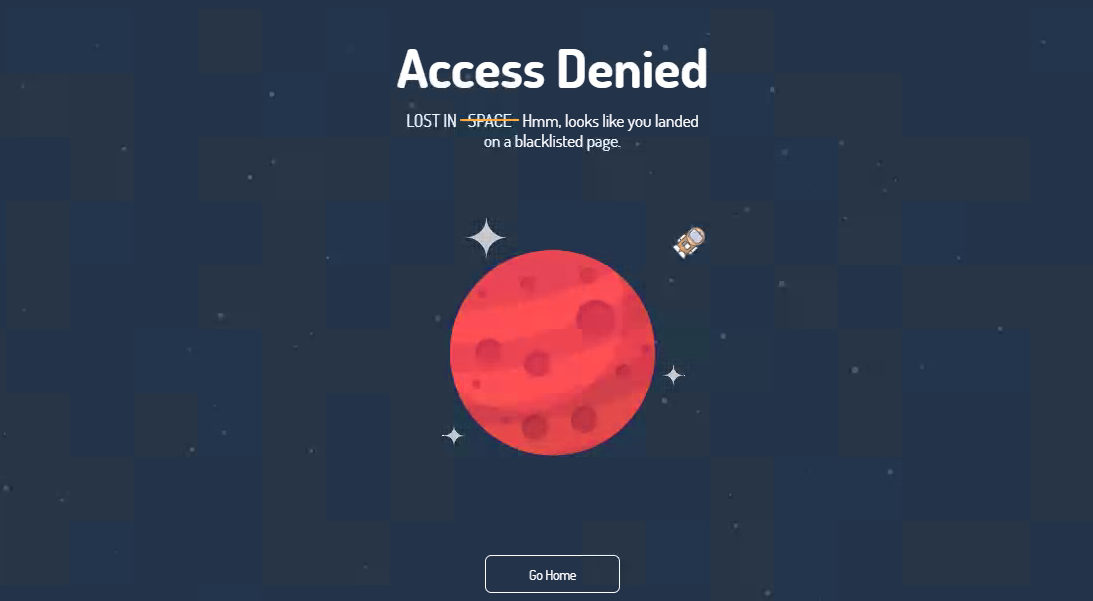 Access Denied
LOST IN SPACE Hmm, looks like you landed
on a blacklisted page.
Go Home